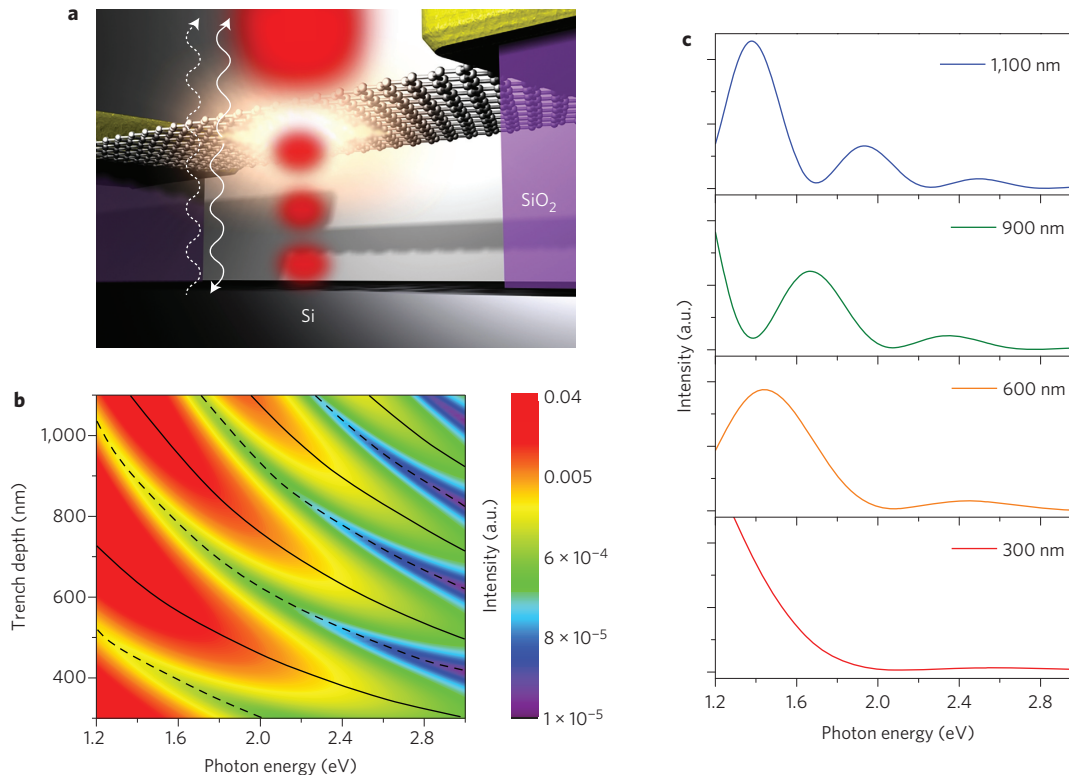 a
SiO₂
Si
b
1,000
800
600
400
Trench depth (nm)
1.2
1.6
2.0
2.4
2.8
Photon energy (eV)
0.04
0.005
6 × 10⁻⁴
8 × 10⁻⁵
1 × 10⁻⁵
Intensity (a.u.)
c
1,100 nm
900 nm
600 nm
300 nm
Intensity (a.u.)
1.2
1.6
2.0
2.4
2.8
Photon energy (eV)